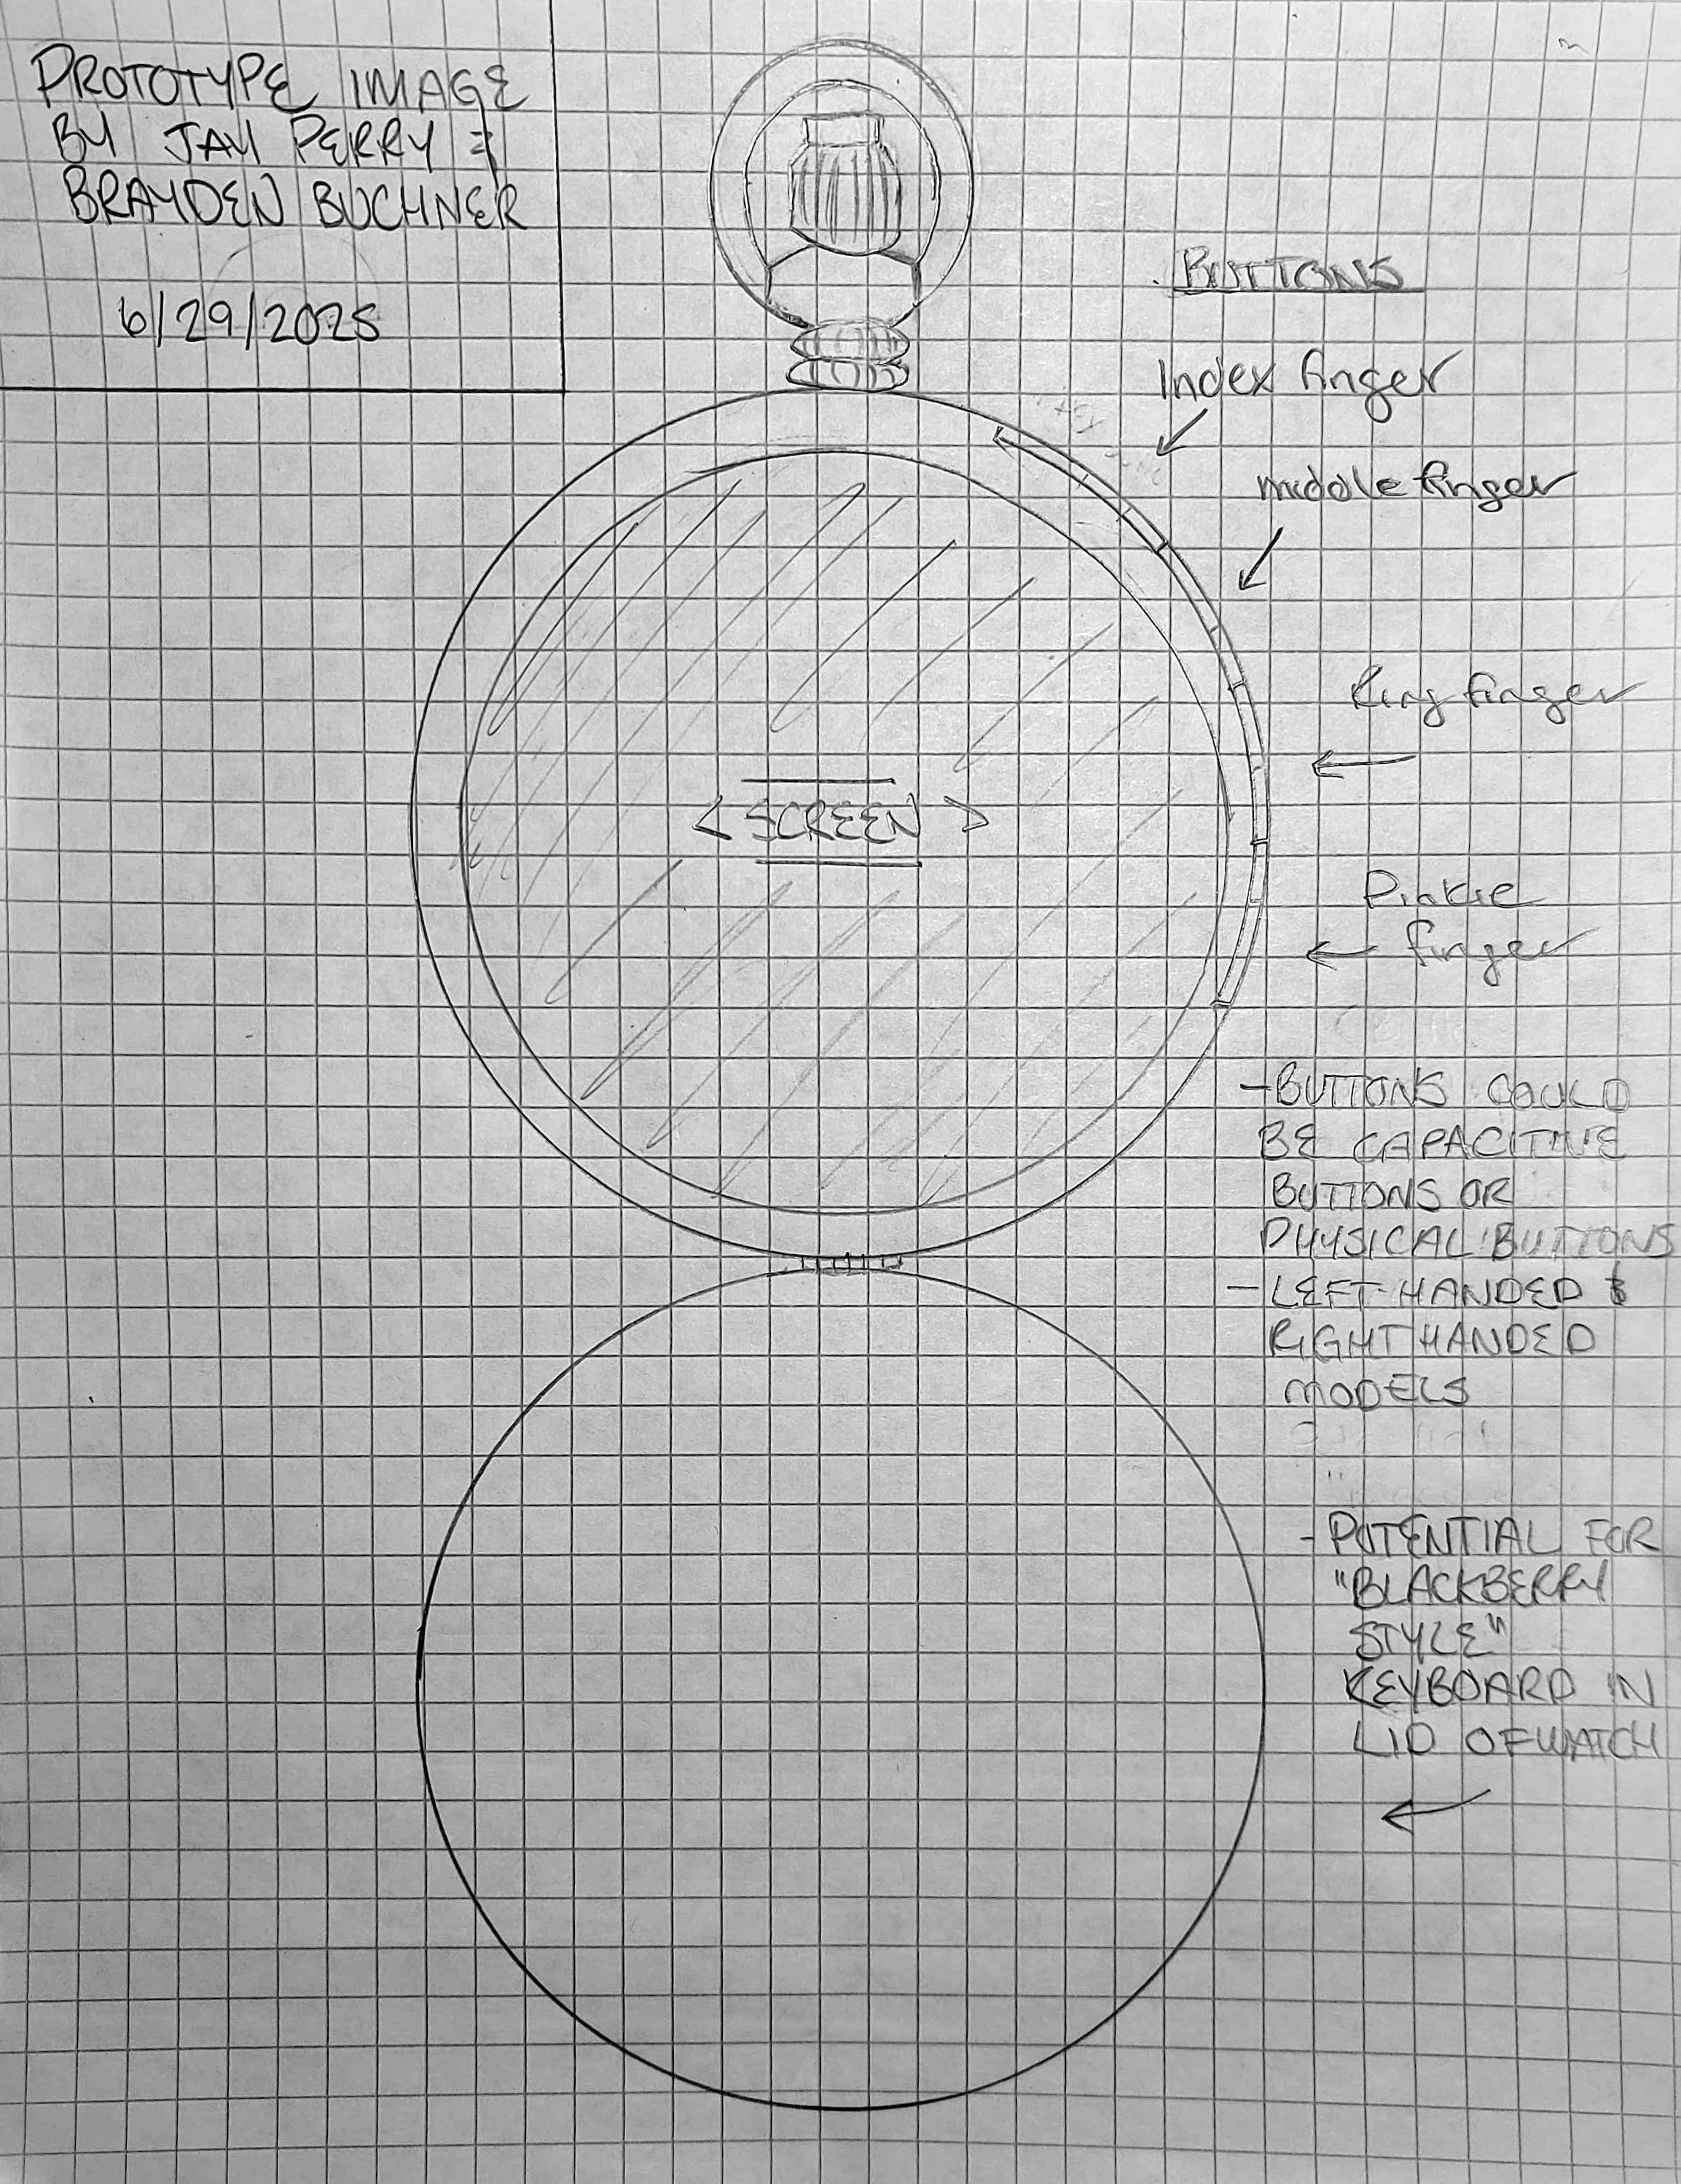 PROTOTYPE IMAGE
BY JAY PERRY &
BRAYDEN BUCHNER
6/29/2025
BUTTONS
Index finger
middle finger
Ring finger
<SCREEN>
Pinkie
finger
-BUTTONS COULD
BE CAPACITIVE
BUTTONS OR
PHYSICAL BUTTONS
-LEFT-HANDED &
RIGHT HANDED
MODELS
-POTENTIAL FOR
"BLACKBERRY
STYLE"
KEYBOARD IN
LID OF WATCH